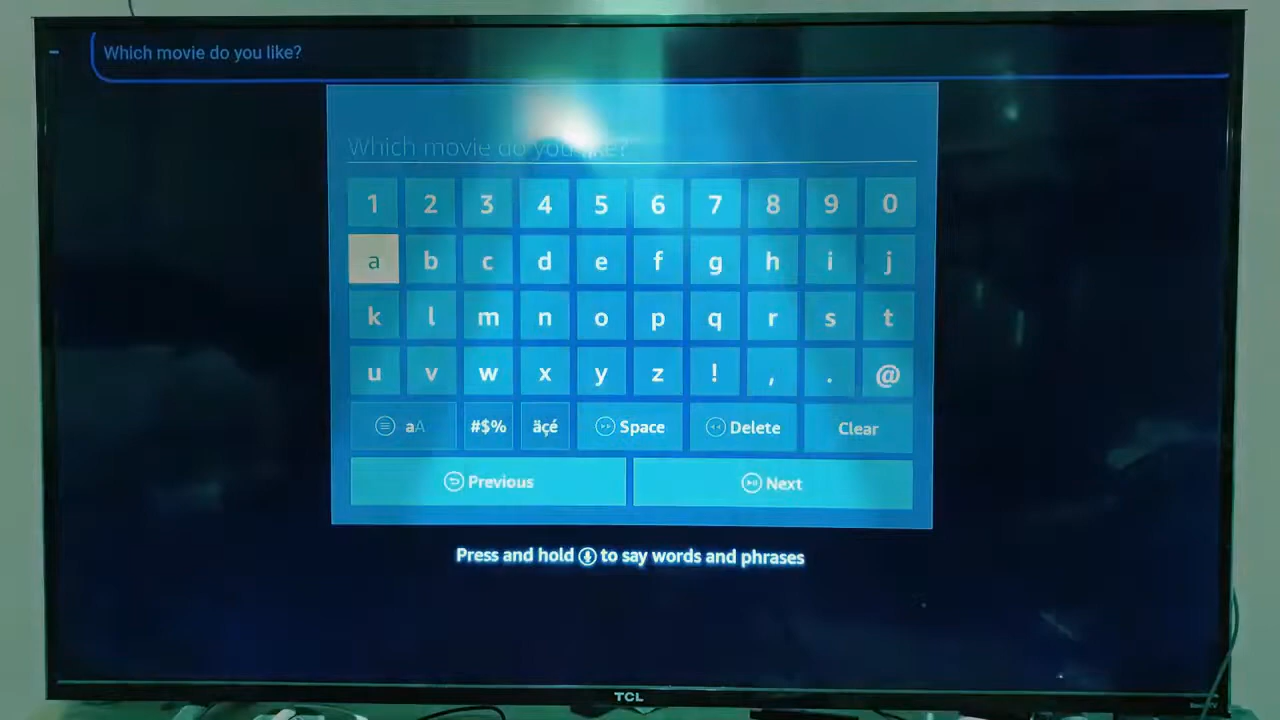 Which movie do you like?
Which movie do you like?
1 2 3 4 5 6 7 8 9 0
a b c d e f g h i j
k l m n o p q r s t
u v w x y z ! , . @
aA #$% äçé Space Delete Clear
Previous Next
Press and hold to say words and phrases
TCL